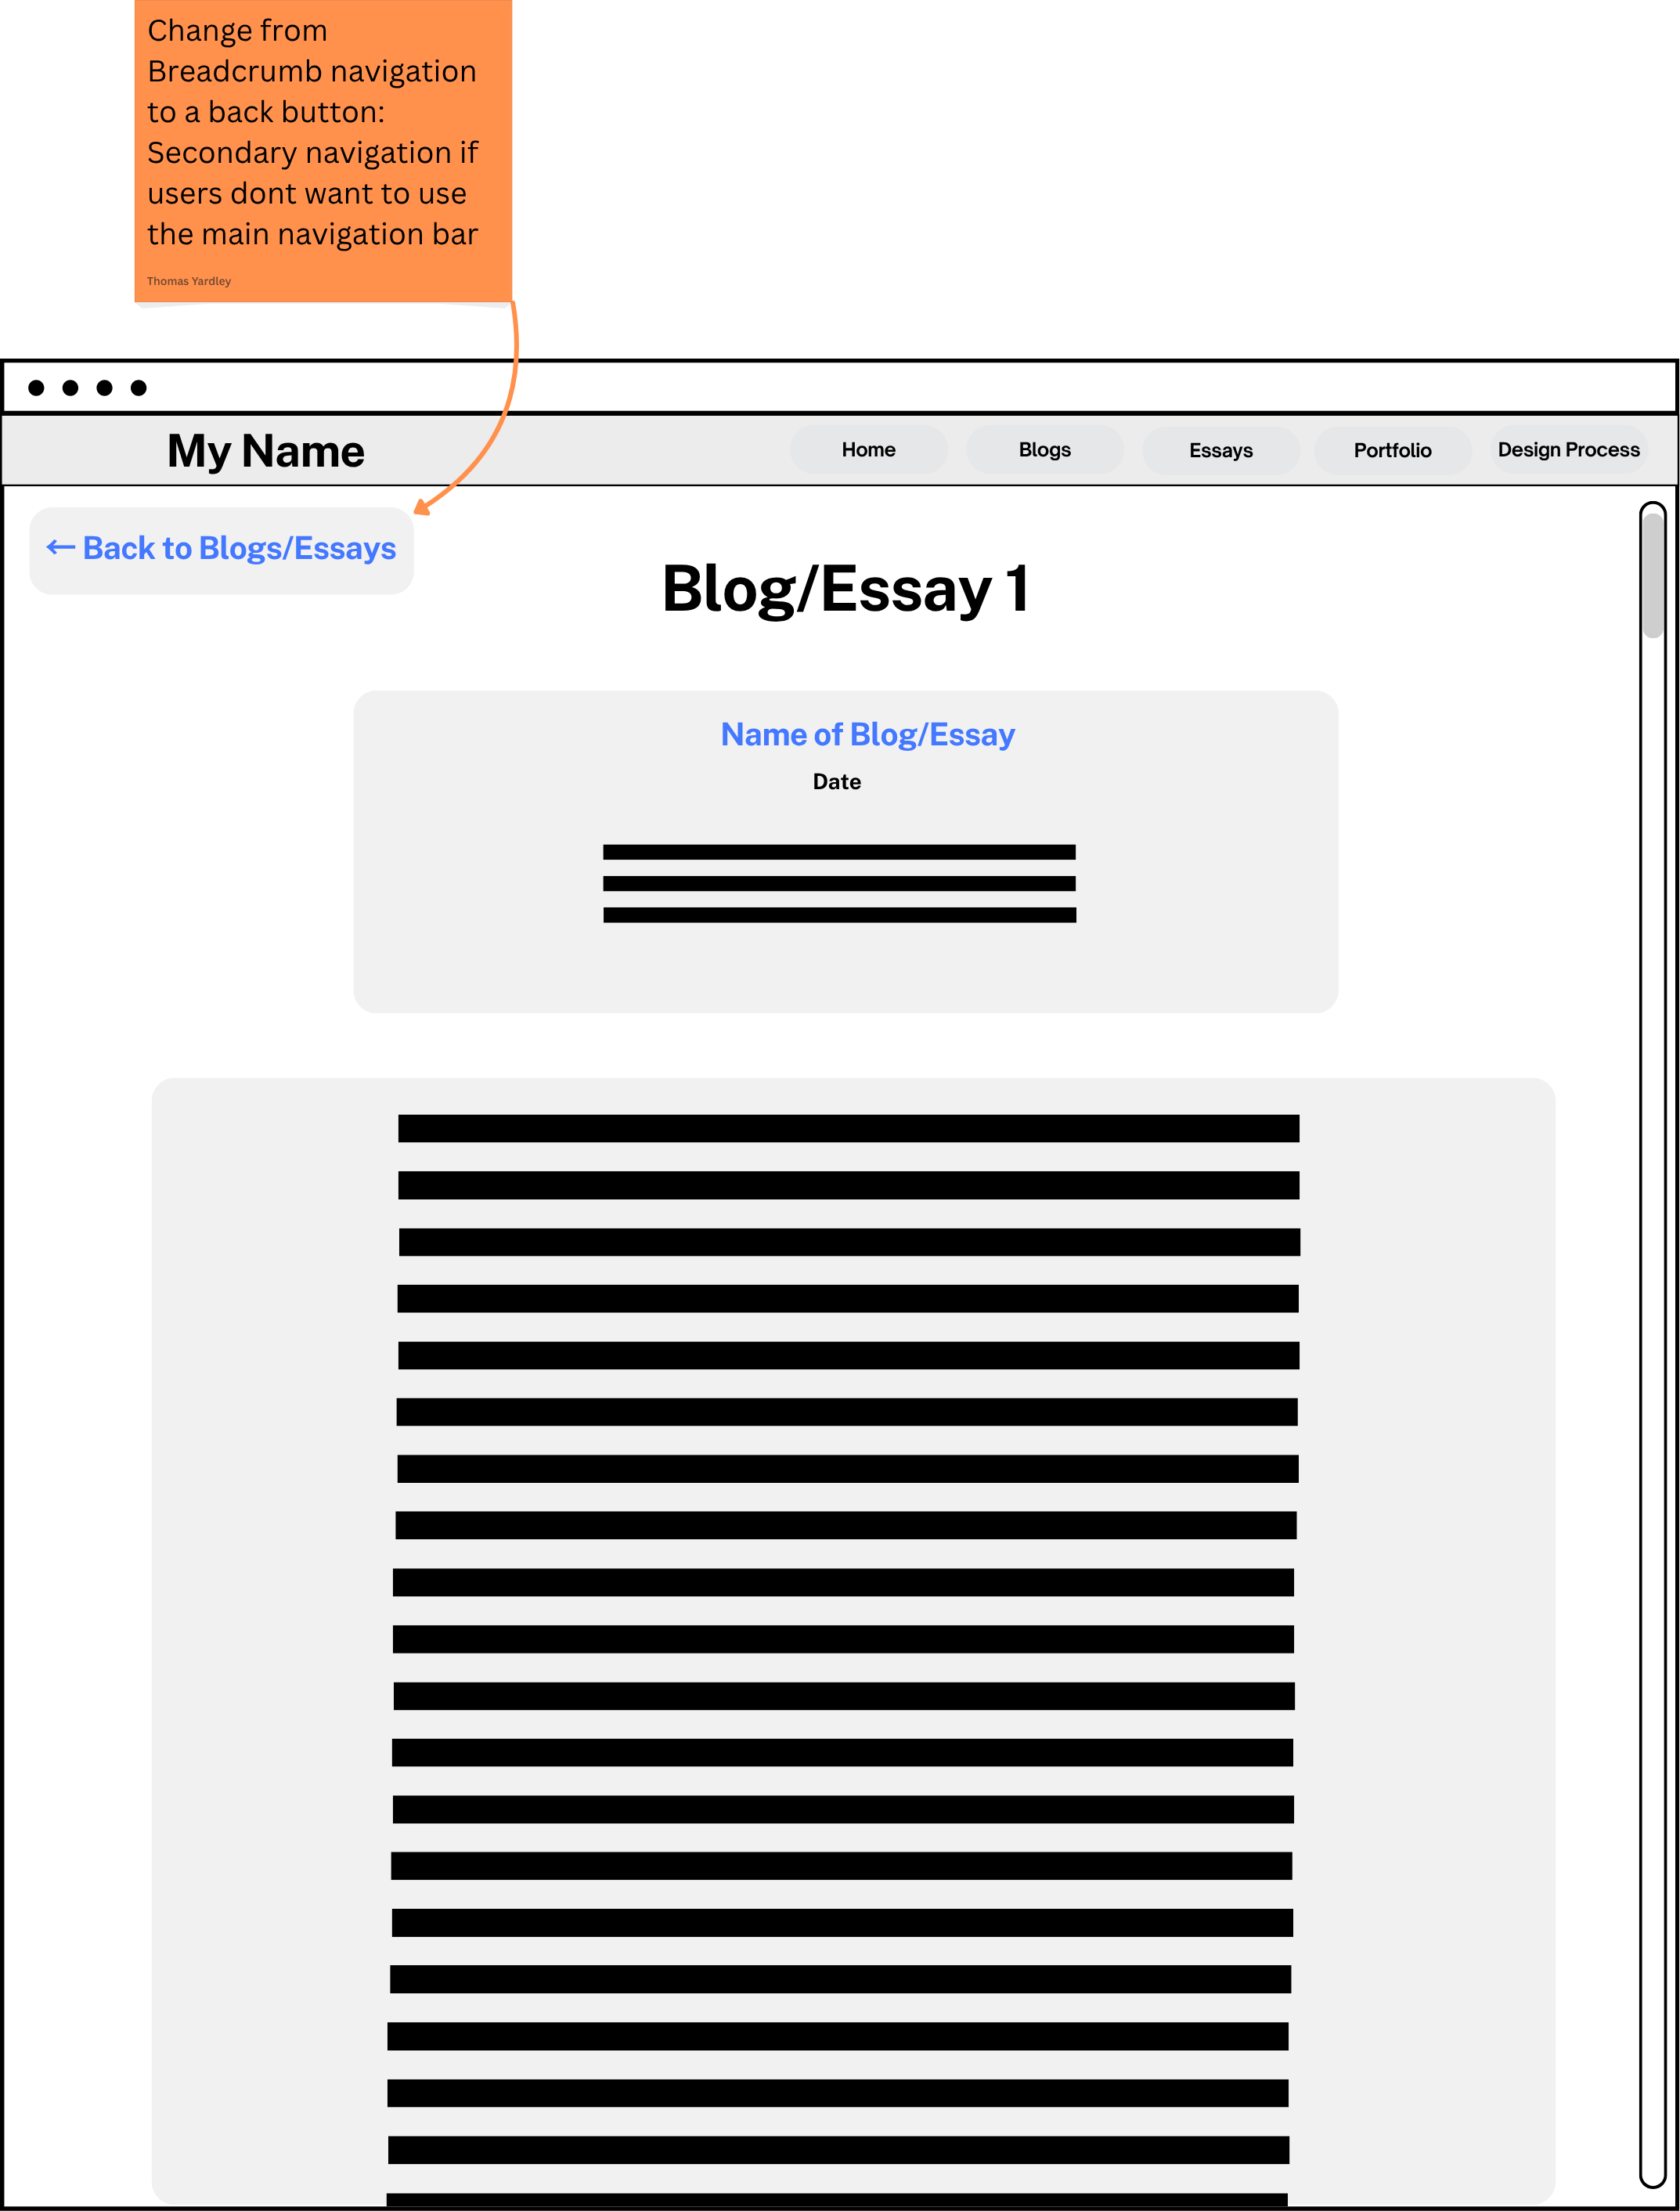 Change from
Breadcrumb navigation
to a back button:
Secondary navigation if
users dont want to use
the main navigation bar
Thomas Yardley
My Name
Home
Blogs
Essays
Portfolio
Design Process
← Back to Blogs/Essays
Blog/Essay 1
Name of Blog/Essay
Date